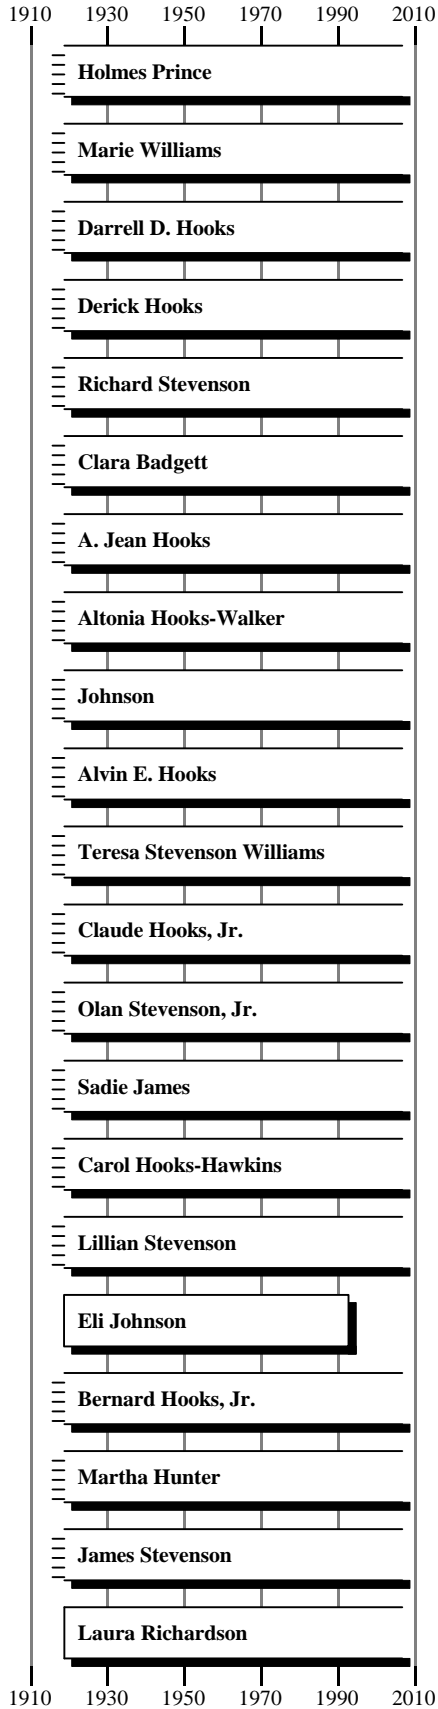 1910 1930 1950 1970 1990 2010
Holmes Prince
Marie Williams
Darrell D. Hooks
Derick Hooks
Richard Stevenson
Clara Badgett
A. Jean Hooks
Altonia Hooks-Walker
Johnson
Alvin E. Hooks
Teresa Stevenson Williams
Claude Hooks, Jr.
Olan Stevenson, Jr.
Sadie James
Carol Hooks-Hawkins
Lillian Stevenson
Eli Johnson
Bernard Hooks, Jr.
Martha Hunter
James Stevenson
Laura Richardson
1910 1930 1950 1970 1990 2010